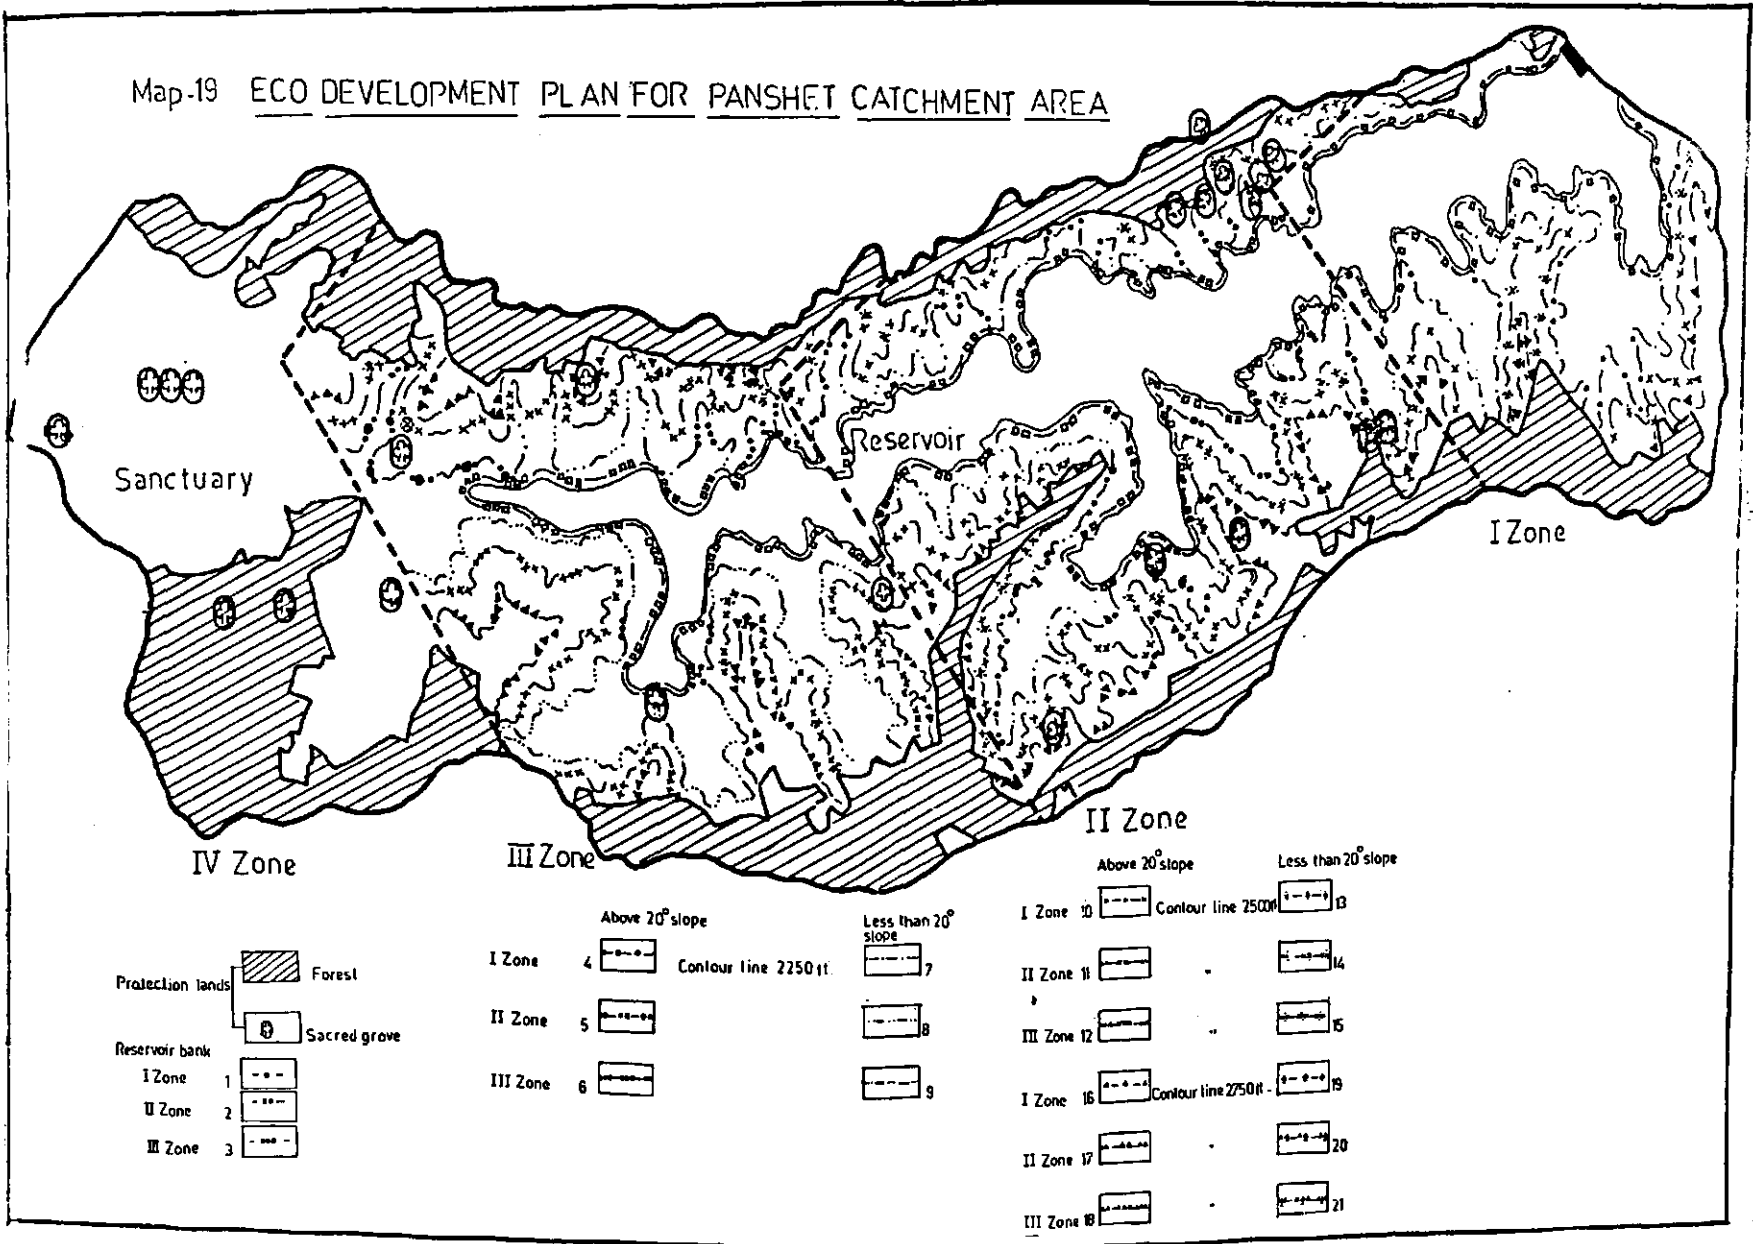 Map-19 ECO DEVELOPMENT PLAN FOR PANSHET CATCHMENT AREA
Reservoir
Sanctuary
I Zone
II Zone
III Zone
IV Zone
Protection lands
Forest
Sacred grove
Reservoir bank
I Zone 1
II Zone 2
III Zone 3
Above 20° slope
Less than 20° slope
I Zone 4 Contour line 2250 ft. 7
II Zone 5 8
III Zone 6 9
Above 20° slope
Less than 20° slope
I Zone 10 Contour line 2500ft 13
II Zone 11 " 14
III Zone 12 " 15
I Zone 16 Contour line 2750ft - 19
II Zone 17 " 20
III Zone 18 " 21